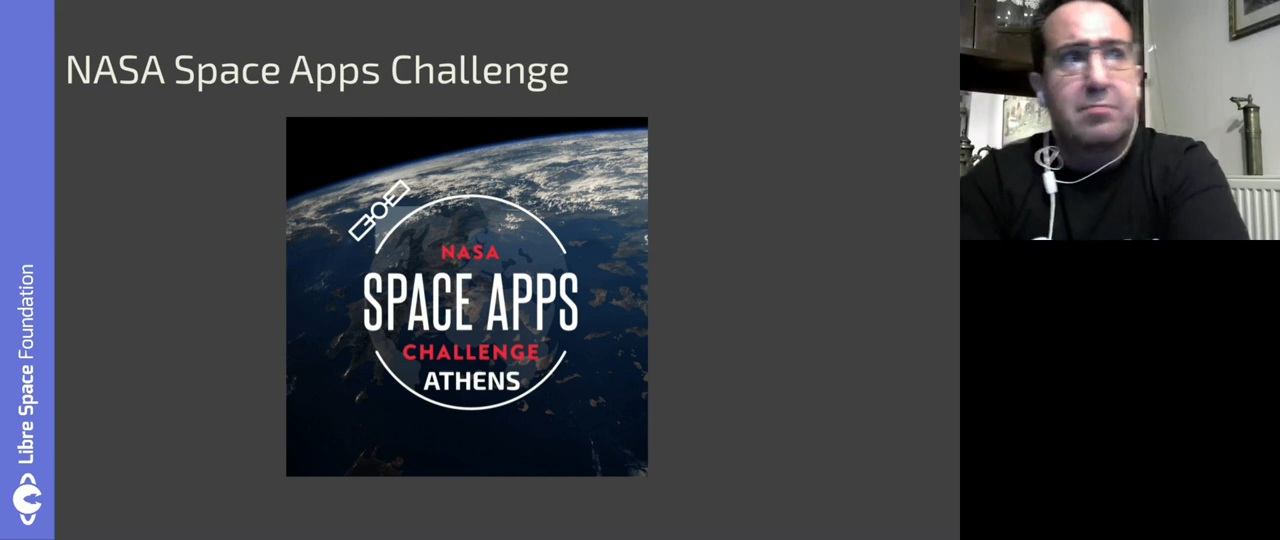 NASA Space Apps Challenge
NASA
SPACE APPS
CHALLENGE
ATHENS
Libre Space Foundation